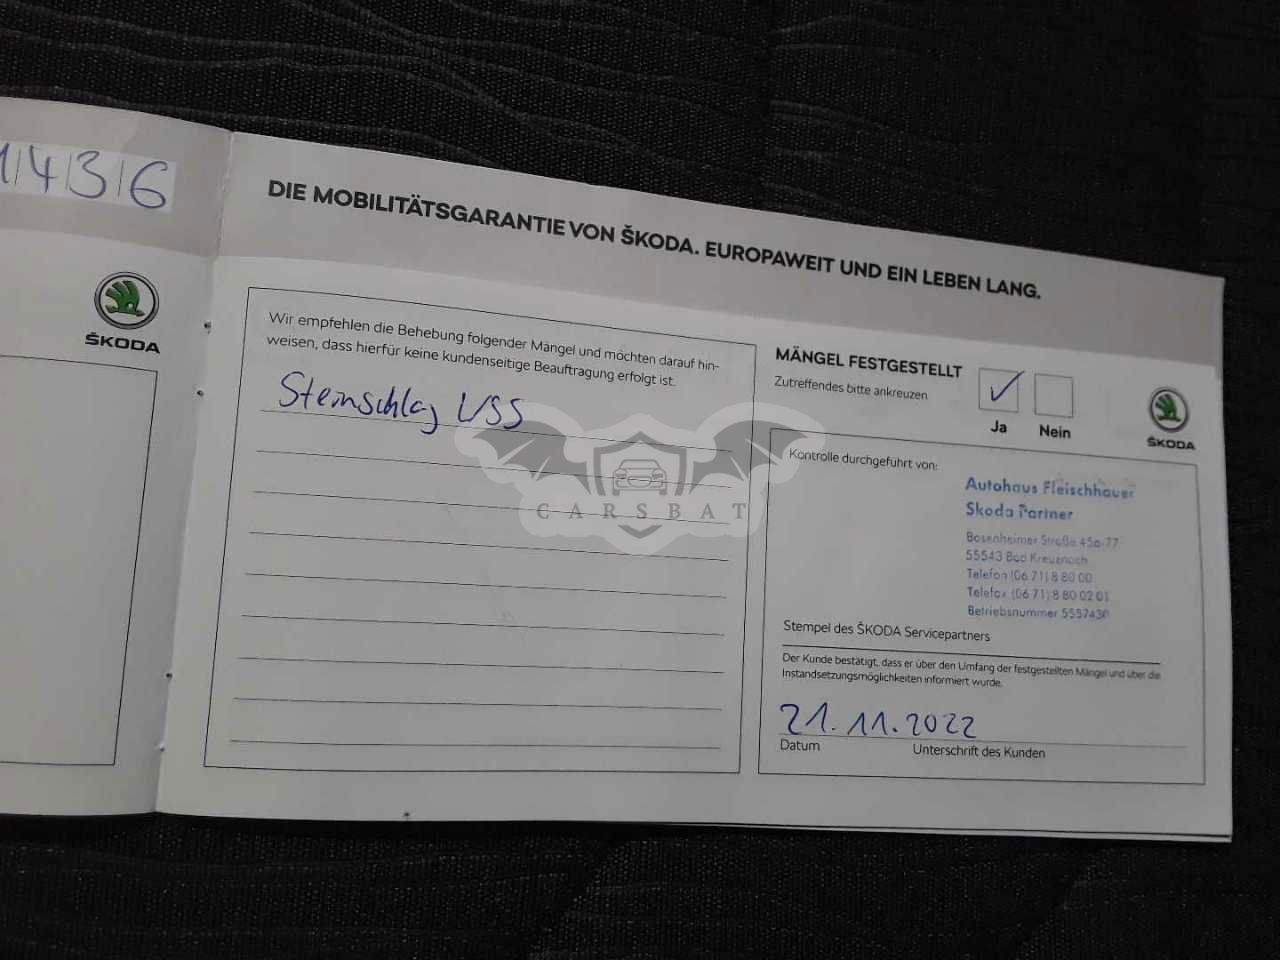 1/4/3/6
ŠKODA
DIE MOBILITÄTSGARANTIE VON ŠKODA. EUROPAWEIT UND EIN LEBEN LANG.
Wir empfehlen die Behebung folgender Mängel und möchten darauf hin-
weisen, dass hierfür keine kundenseitige Beauftragung erfolgt ist.
Steinschlag VSS
CARSBAT
MÄNGEL FESTGESTELLT
Zutreffendes bitte ankreuzen
Ja
Nein
ŠKODA
Kontrolle durchgeführt von:
Autohaus Fleischhauer
Skoda Partner
Bosenheimer Straße 45a-77
55543 Bad Kreuznach
Telefon (06 71) 8 80 00
Telefax (06 71) 8 80 02 01
Betriebsnummer 5557430
Stempel des ŠKODA Servicepartners
Der Kunde bestätigt, dass er über den Umfang der festgestellten Mängel und über die
Instandsetzungsmöglichkeiten informiert wurde.
21.11.2022
Datum
Unterschrift des Kunden